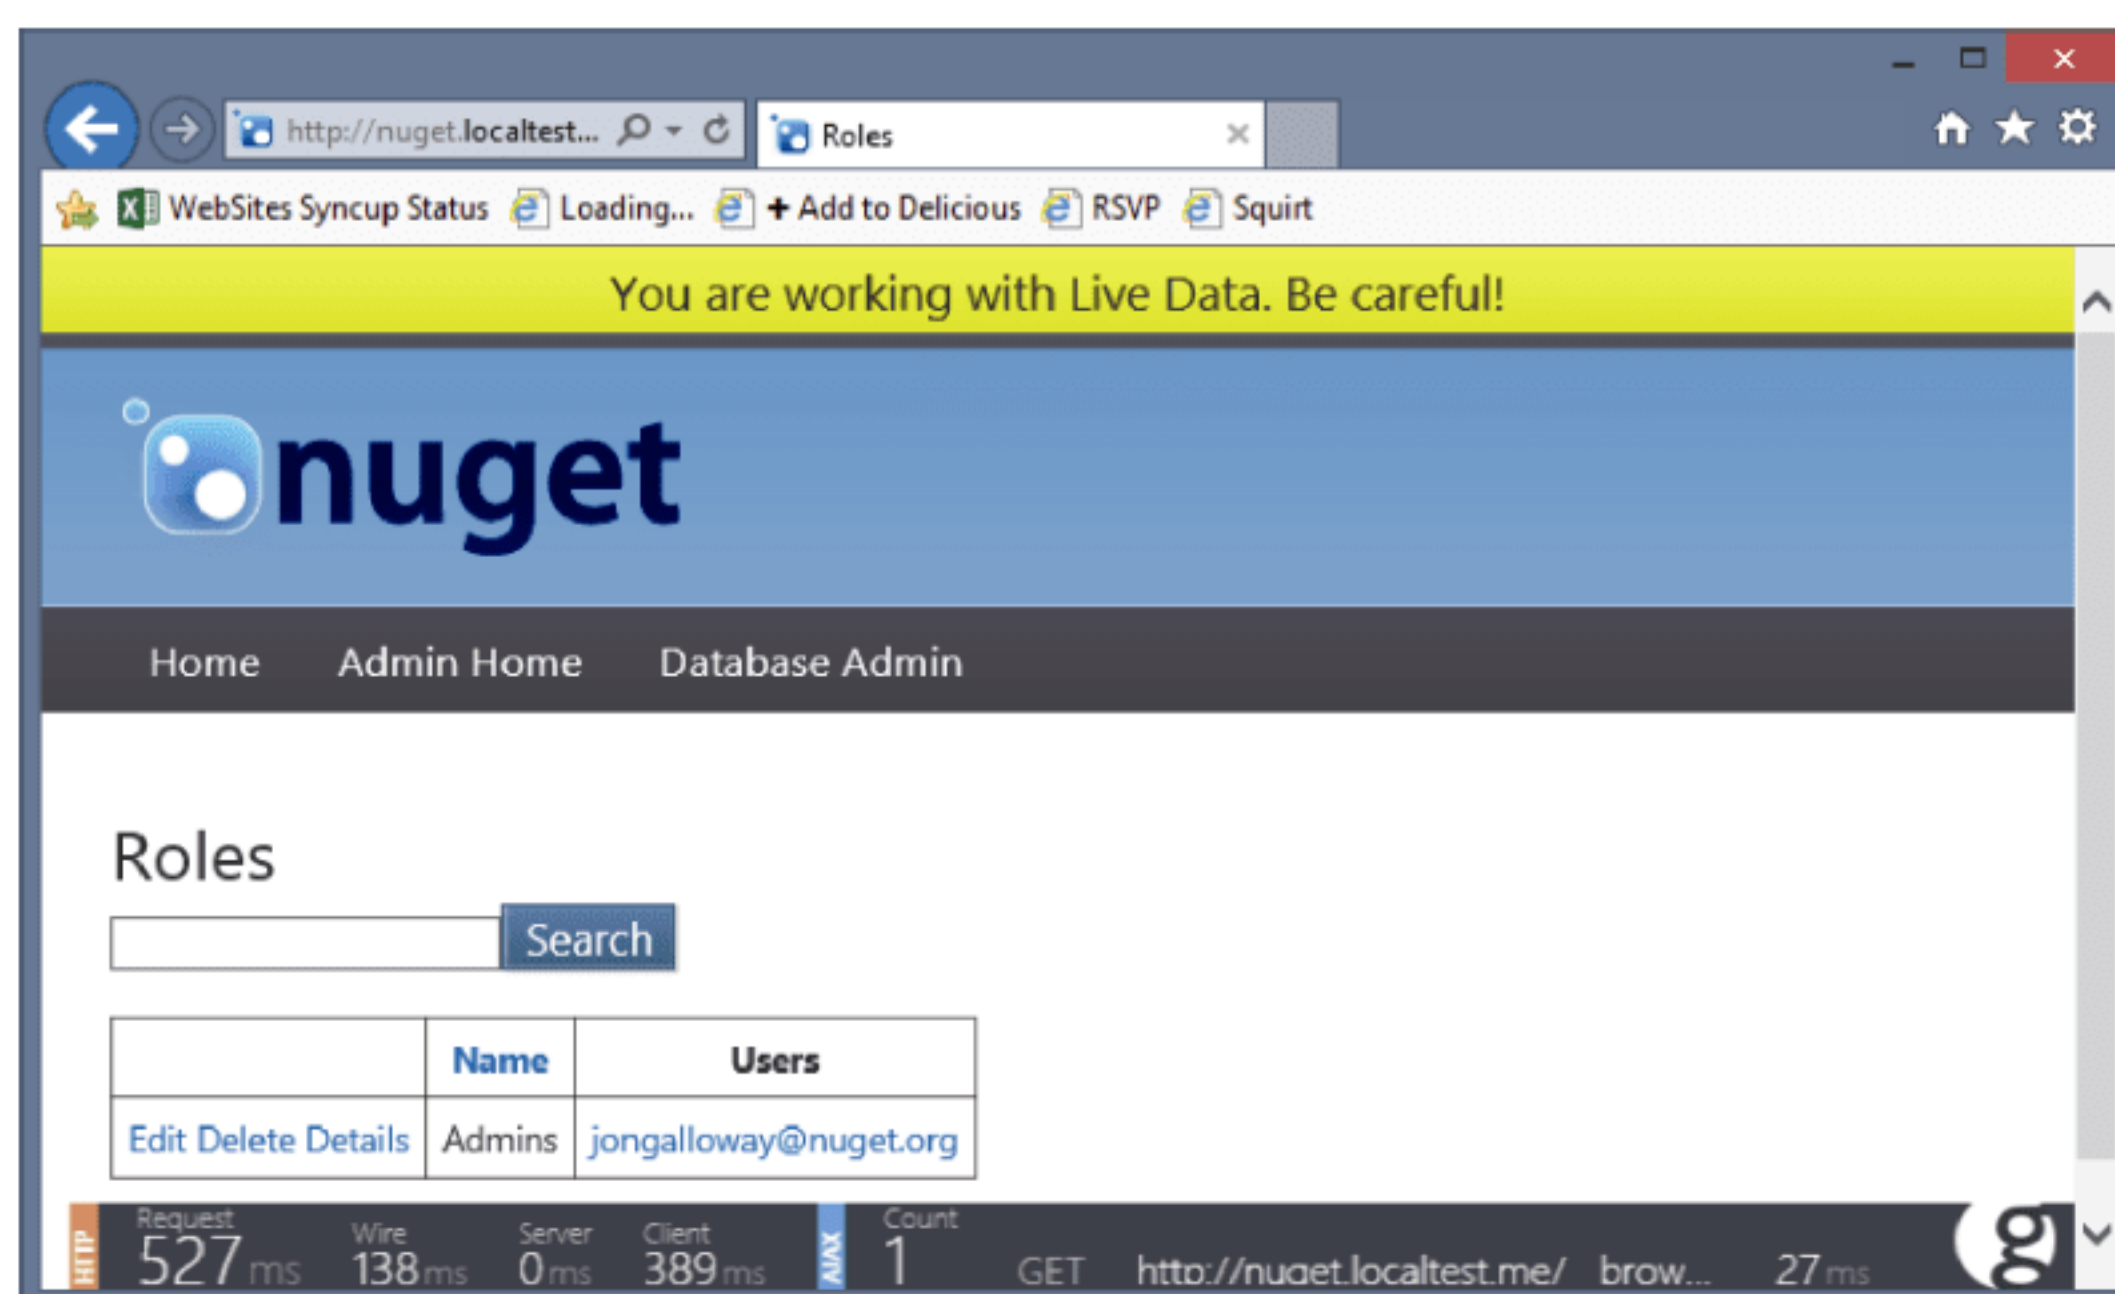 http://nuget.localtest...
Roles
WebSites Syncup Status Loading... + Add to Delicious RSVP Squirt
You are working with Live Data. Be careful!
nuget
Home Admin Home Database Admin
Roles
Search
Name Users
Edit Delete Details Admins jongalloway@nuget.org
HTTP Request 527 ms Wire 138 ms Server 0 ms Client 389 ms AJAX Count 1 GET http://nuget.localtest.me/ brow... 27 ms g